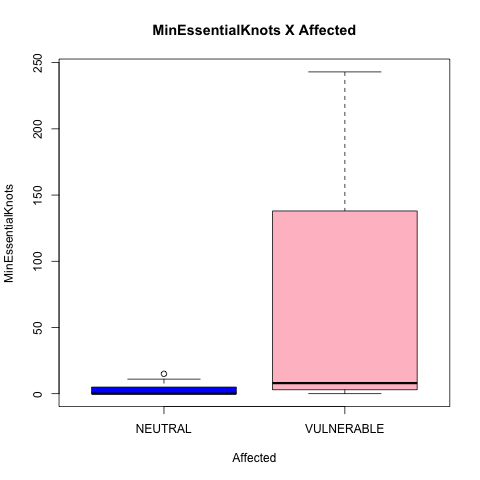 MinEssentialKnots X Affected
250
200
150
100
50
0
MinEssentialKnots
NEUTRAL
VULNERABLE
Affected